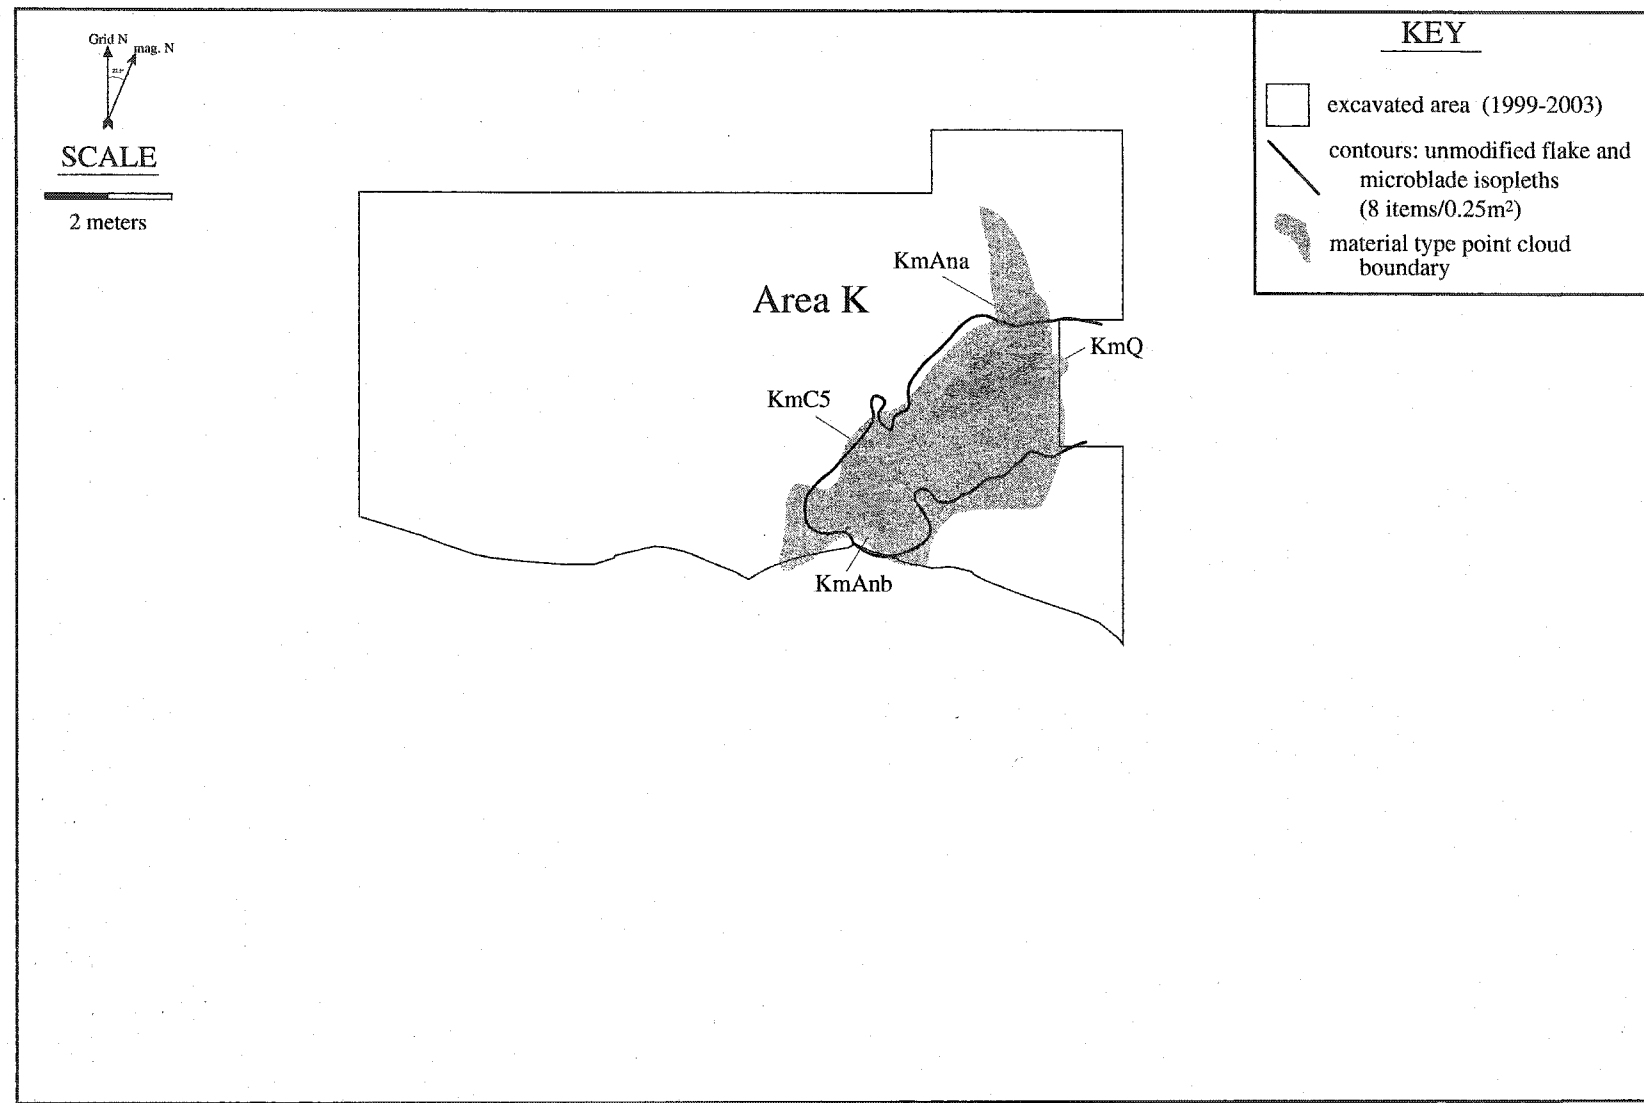 Grid N
mag. N
SCALE
2 meters
KEY
excavated area (1999-2003)
contours: unmodified flake and
microblade isopleths
(8 items/0.25m²)
material type point cloud
boundary
KmAna
Area K
KmQ
KmC5
KmAnb